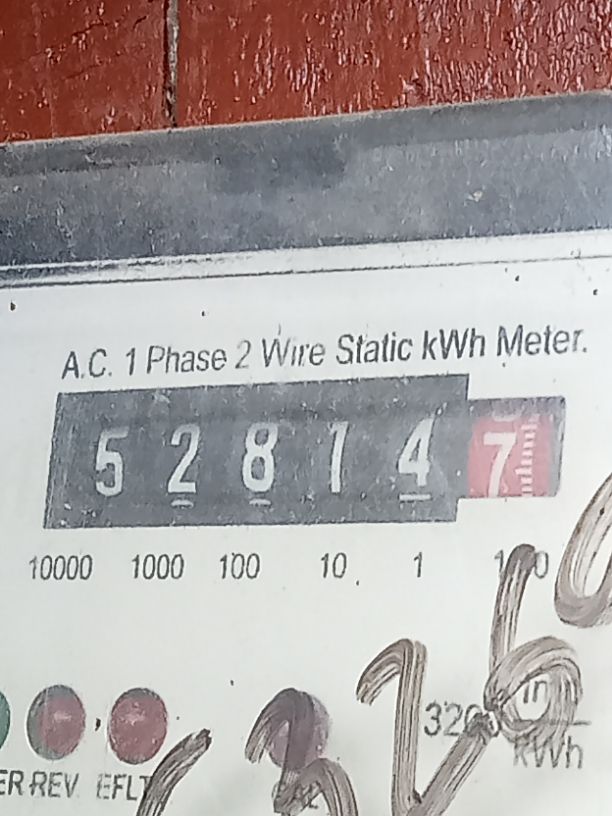 A.C. 1 Phase 2 Wire Static kWh Meter.
5 2 8 1 4 7
10000 1000 100 10 1
ER REV EFLT
kWh